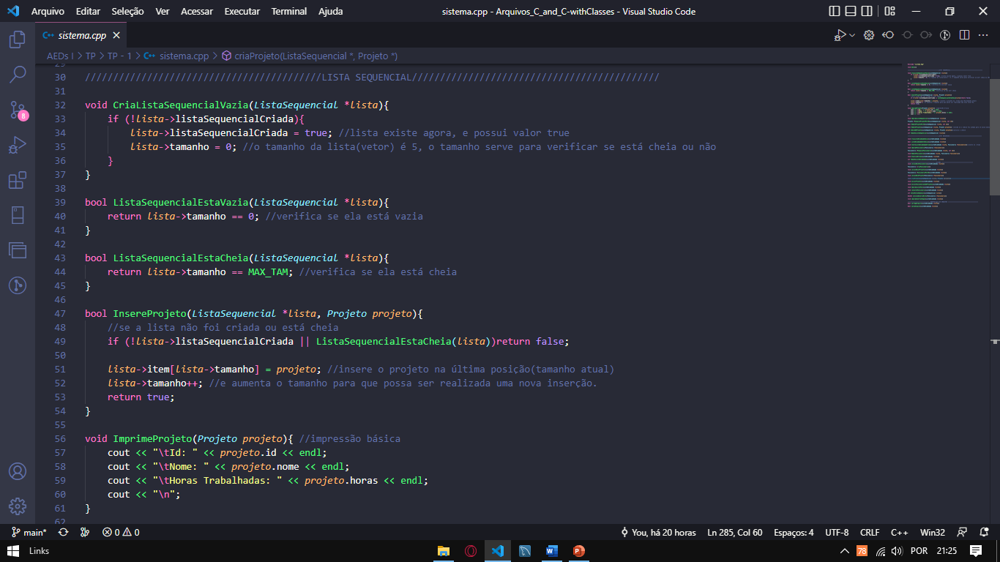 Arquivo Editar Seleção Ver Acessar Executar Terminal Ajuda sistema.cpp - Arquivos_C_and_C-withClasses - Visual Studio Code
sistema.cpp
AEDs I > TP > TP - 1 > sistema.cpp > criaProjeto(ListaSequencial *, Projeto *)
29
30 //////////////////////////////////////////LISTA SEQUENCIAL////////////////////////////////////////////
31
32 void CriaListaSequencialVazia(ListaSequencial *lista){
33 if (!lista->listaSequencialCriada){
34 lista->listaSequencialCriada = true; //lista existe agora, e possui valor true
35 lista->tamanho = 0; //o tamanho da lista(vetor) é 5, o tamanho serve para verificar se está cheia ou não
36 }
37 }
38
39 bool ListaSequencialEstaVazia(ListaSequencial *lista){
40 return lista->tamanho == 0; //verifica se ela está vazia
41 }
42
43 bool ListaSequencialEstaCheia(ListaSequencial *lista){
44 return lista->tamanho == MAX_TAM; //verifica se ela está cheia
45 }
46
47 bool InsereProjeto(ListaSequencial *lista, Projeto projeto){
48 //se a lista não foi criada ou está cheia
49 if (!lista->listaSequencialCriada || ListaSequencialEstaCheia(lista))return false;
50
51 lista->item[lista->tamanho] = projeto; //insere o projeto na última posição(tamanho atual)
52 lista->tamanho++; //e aumenta o tamanho para que possa ser realizada uma nova inserção.
53 return true;
54 }
55
56 void ImprimeProjeto(Projeto projeto){ //impressão básica
57 cout << "\tId: " << projeto.id << endl;
58 cout << "\tNome: " << projeto.nome << endl;
59 cout << "\tHoras Trabalhadas: " << projeto.horas << endl;
60 cout << "\n";
61 }
62
8
main* 0 0 You, há 20 horas Ln 285, Col 60 Espaços: 4 UTF-8 CRLF C++ Win32
Links 78 POR 21:25